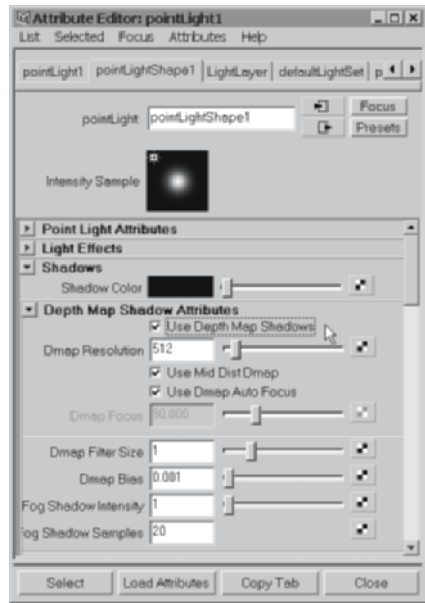 Attribute Editor: pointLight1
List Selected Focus Attributes Help
pointLight1 pointLightShape1 LightLayer defaultLightSet p
pointLight: pointLightShape1 Focus
Presets
Intensity Sample
Point Light Attributes
Light Effects
Shadows
Shadow Color
Depth Map Shadow Attributes
Use Depth Map Shadows
Dmap Resolution 512
Use Mid Dist Dmap
Use Dmap Auto Focus
Dmap Focus 90.000
Dmap Filter Size 1
Dmap Bias 0.001
Fog Shadow Intensity 1
Fog Shadow Samples 20
Select Load Attributes Copy Tab Close